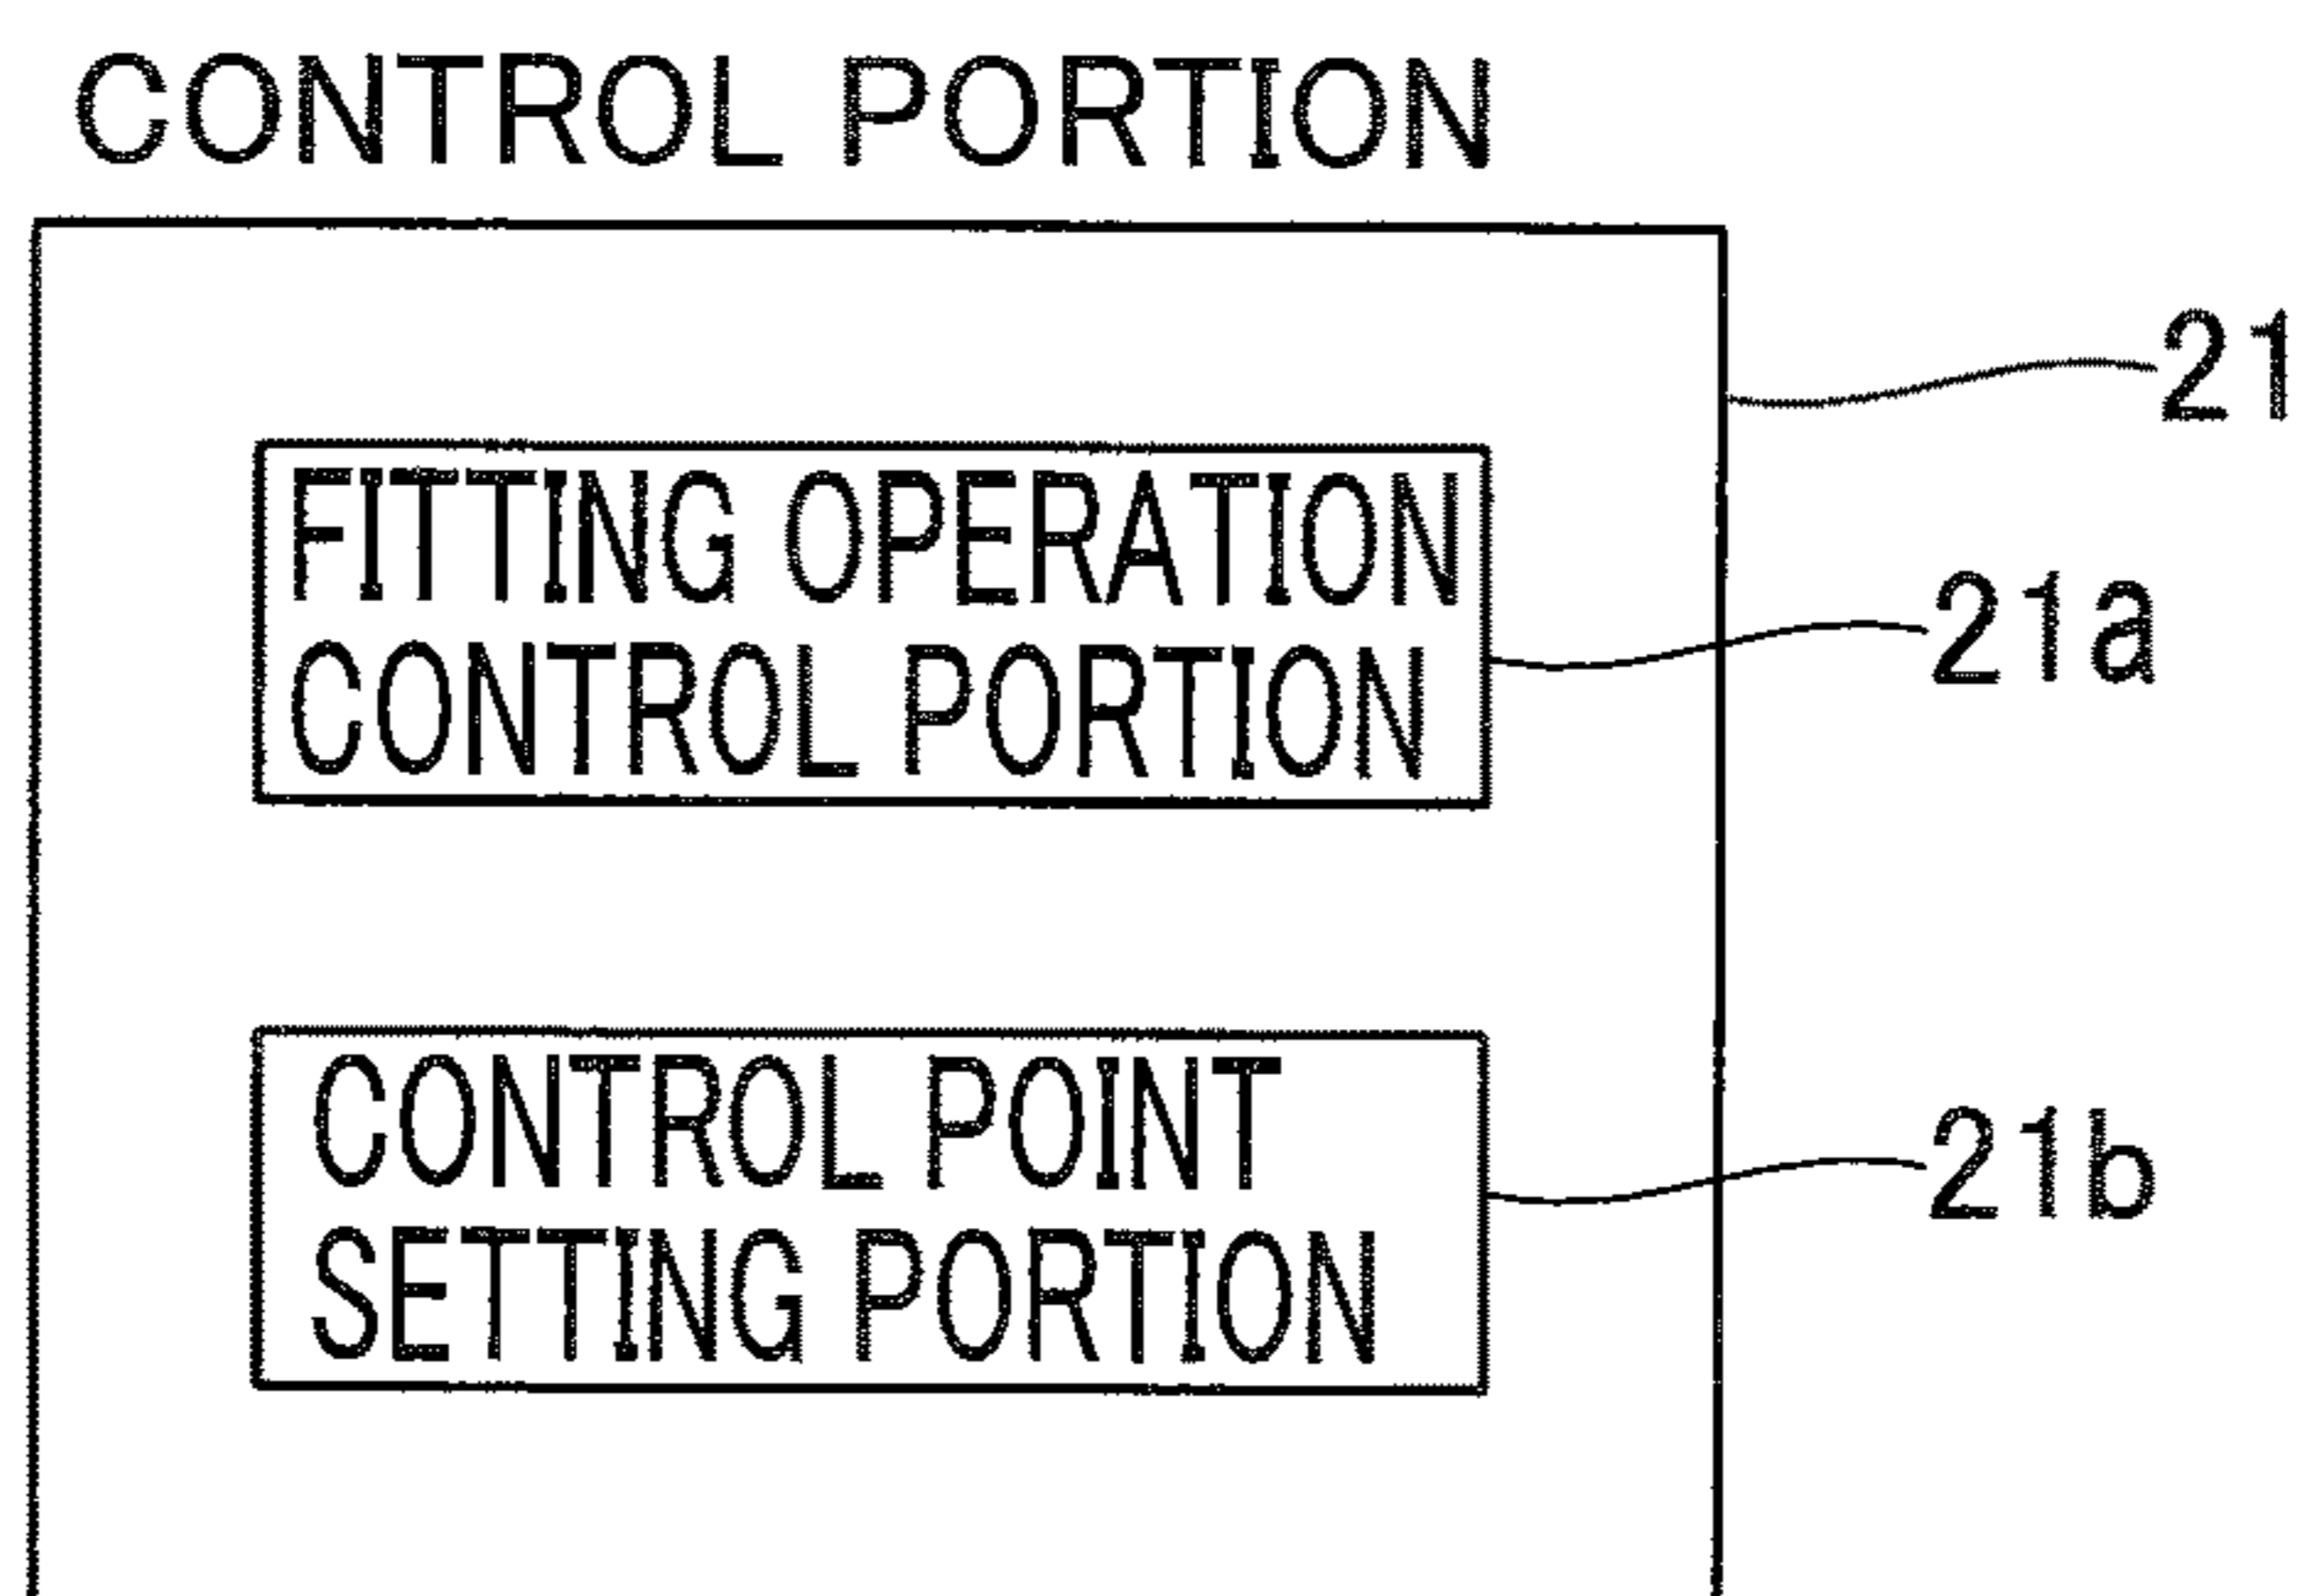 CONTROL PORTION
21
FITTING OPERATION
CONTROL PORTION
21a
CONTROL POINT
SETTING PORTION
21b